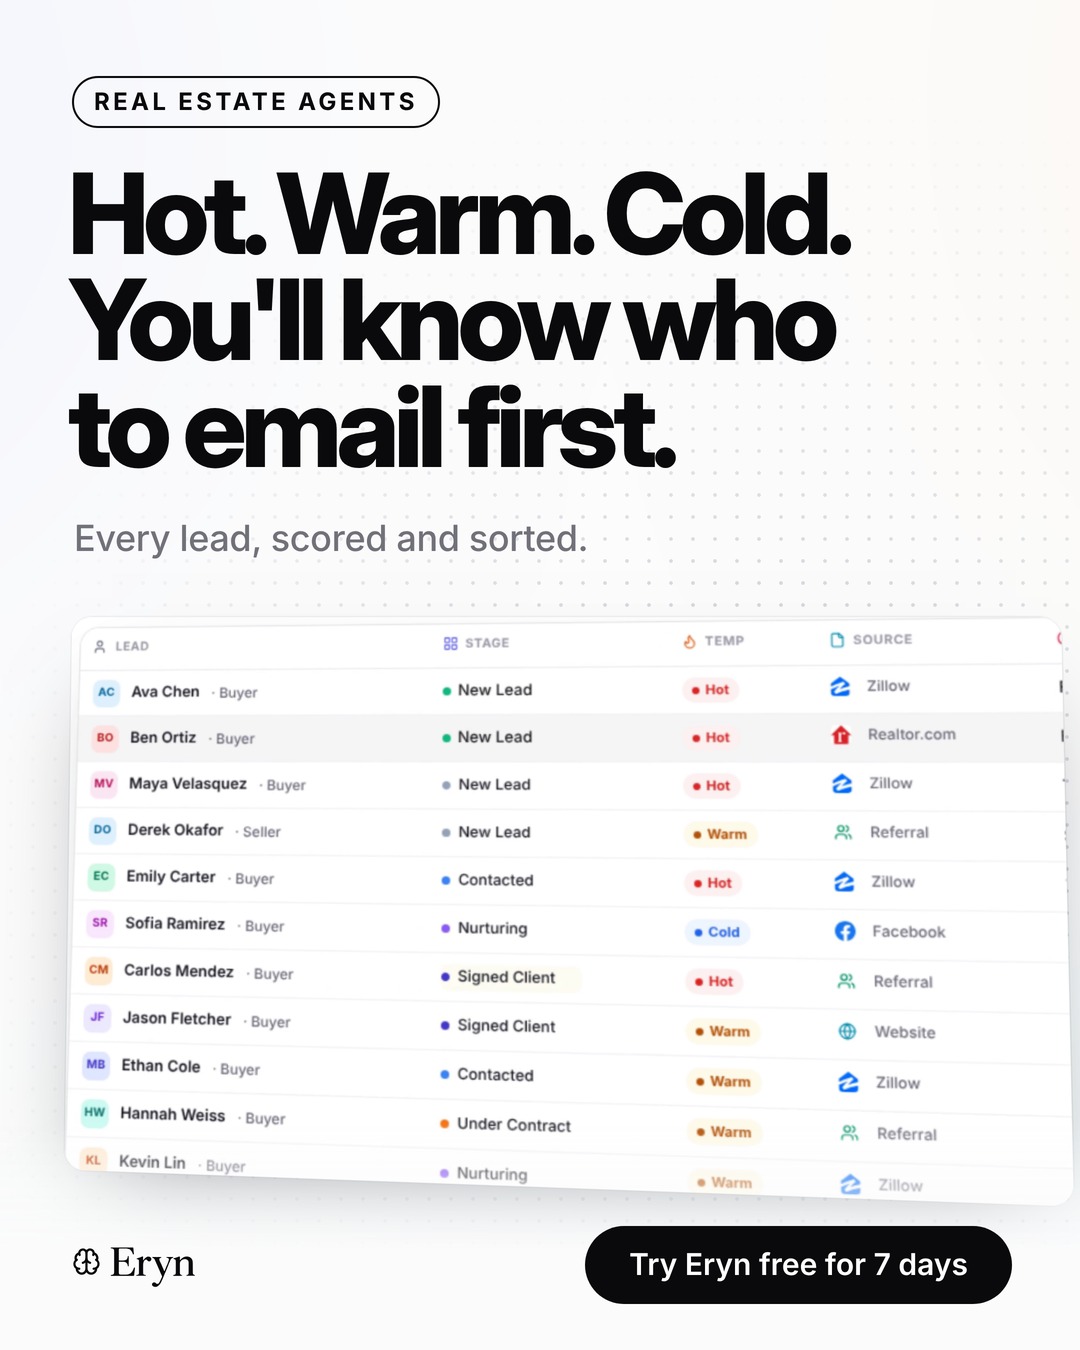 REAL ESTATE AGENTS
Hot. Warm. Cold.
You'll know who
to email first.
Every lead, scored and sorted.
LEAD STAGE TEMP SOURCE
AC Ava Chen · Buyer New Lead Hot Zillow
BO Ben Ortiz · Buyer New Lead Hot Realtor.com
MV Maya Velasquez · Buyer New Lead Hot Zillow
DO Derek Okafor · Seller New Lead Warm Referral
EC Emily Carter · Buyer Contacted Hot Zillow
SR Sofia Ramirez · Buyer Nurturing Cold Facebook
CM Carlos Mendez · Buyer Signed Client Hot Referral
JF Jason Fletcher · Buyer Signed Client Warm Website
MB Ethan Cole · Buyer Contacted Warm Zillow
HW Hannah Weiss · Buyer Under Contract Warm Referral
KL Kevin Lin · Buyer Nurturing Warm Zillow
Eryn
Try Eryn free for 7 days